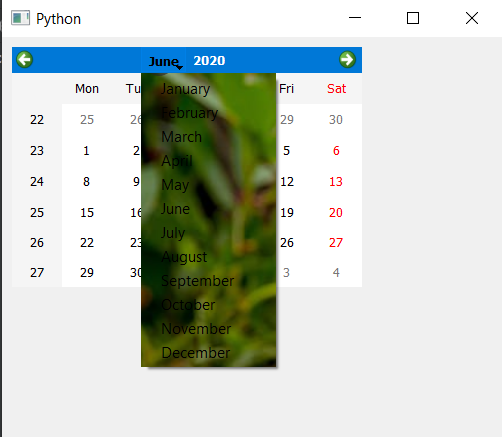 Python
June 2020
Mon Tu Fri Sat
22 25 26 29 30
23 1 2 5 6
24 8 9 12 13
25 15 16 19 20
26 22 23 26 27
27 29 30 3 4
January
February
March
April
May
June
July
August
September
October
November
December